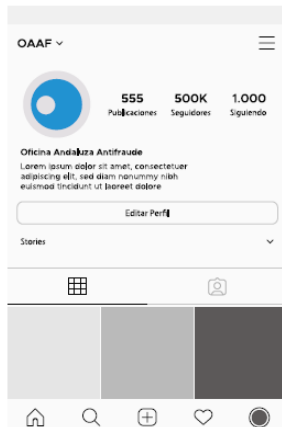 OAAF
555 500K 1.000
Publicaciones Seguidores Siguiendo
Oficina Andaluza Antifraude
Lorem ipsum dolor sit amet, consectetuer
adipiscing elit, sed diam nonummy nibh
euismod tincidunt ut laoreet dolore
Editar Perfil
Stories